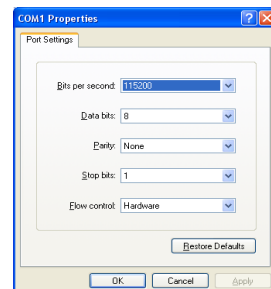 COM1 Properties
Port Settings
Bits per second: 115200
Data bits: 8
Parity: None
Stop bits: 1
Flow control: Hardware
Restore Defaults
OK Cancel Apply